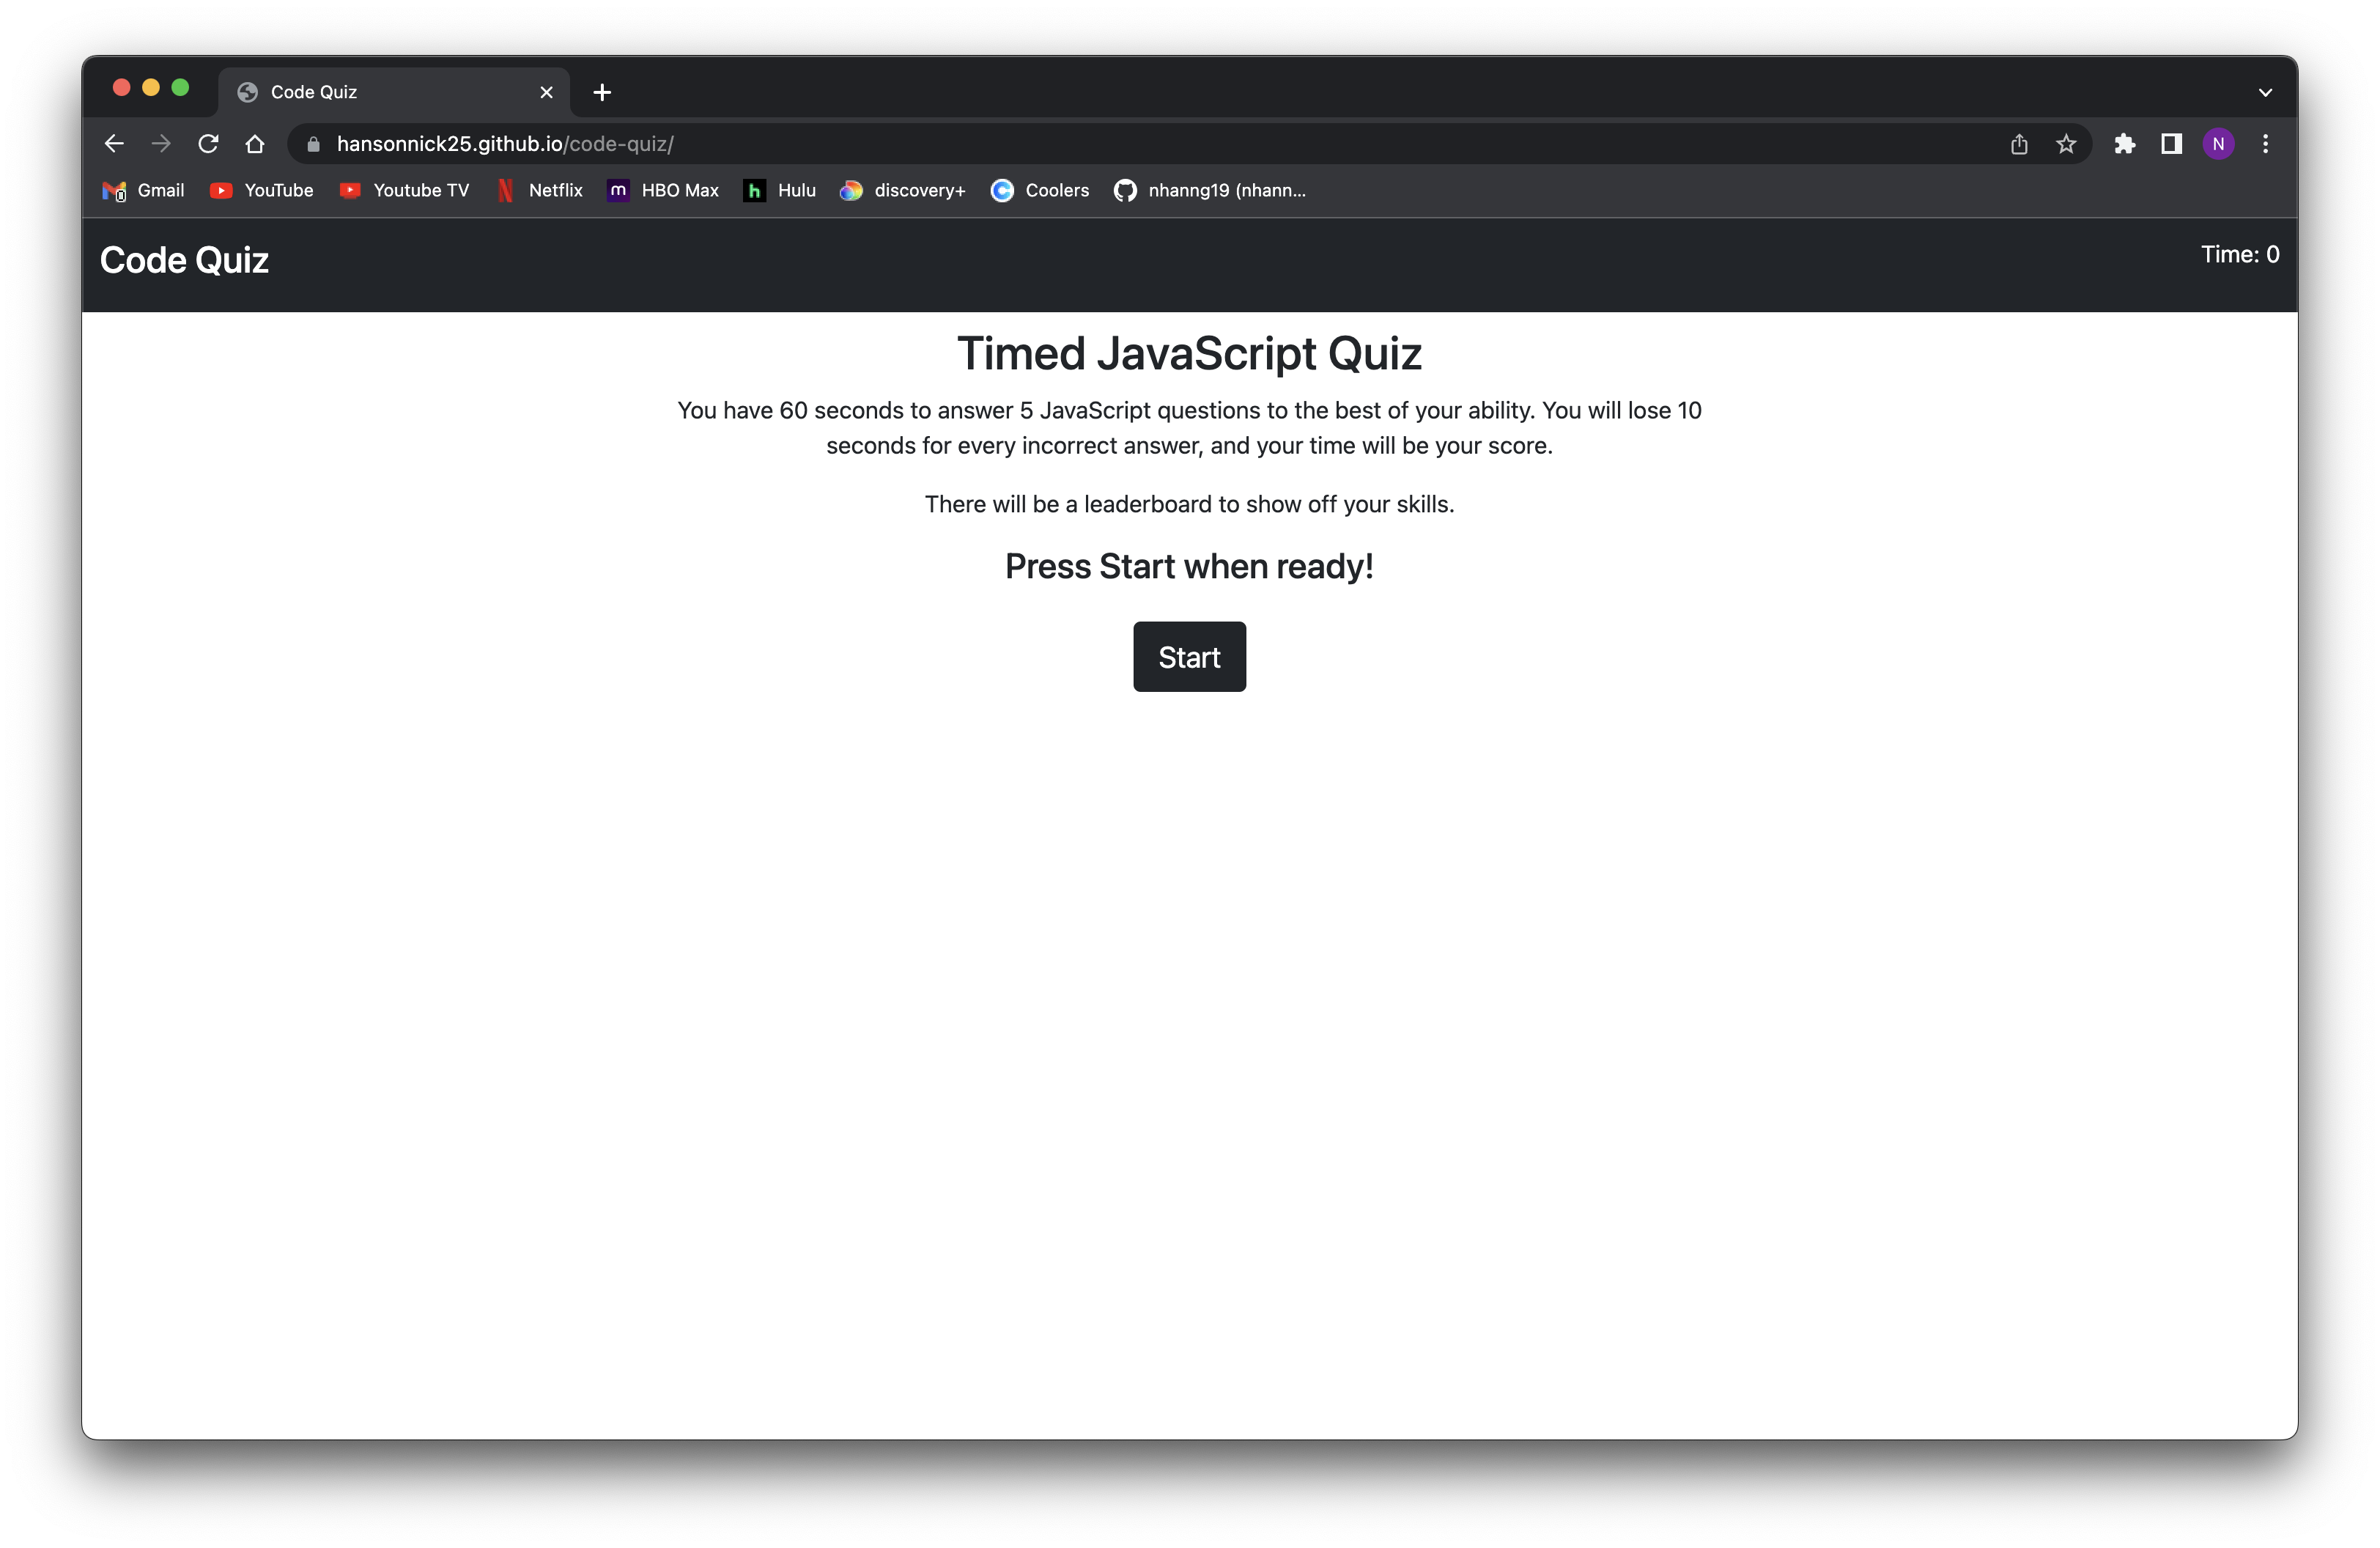 Code Quiz
hansonnick25.github.io/code-quiz/
N
Gmail YouTube Youtube TV Netflix m HBO Max h Hulu discovery+ Coolers nhanng19 (nhann...
Code Quiz Time: 0
Timed JavaScript Quiz
You have 60 seconds to answer 5 JavaScript questions to the best of your ability. You will lose 10
seconds for every incorrect answer, and your time will be your score.
There will be a leaderboard to show off your skills.
Press Start when ready!
Start